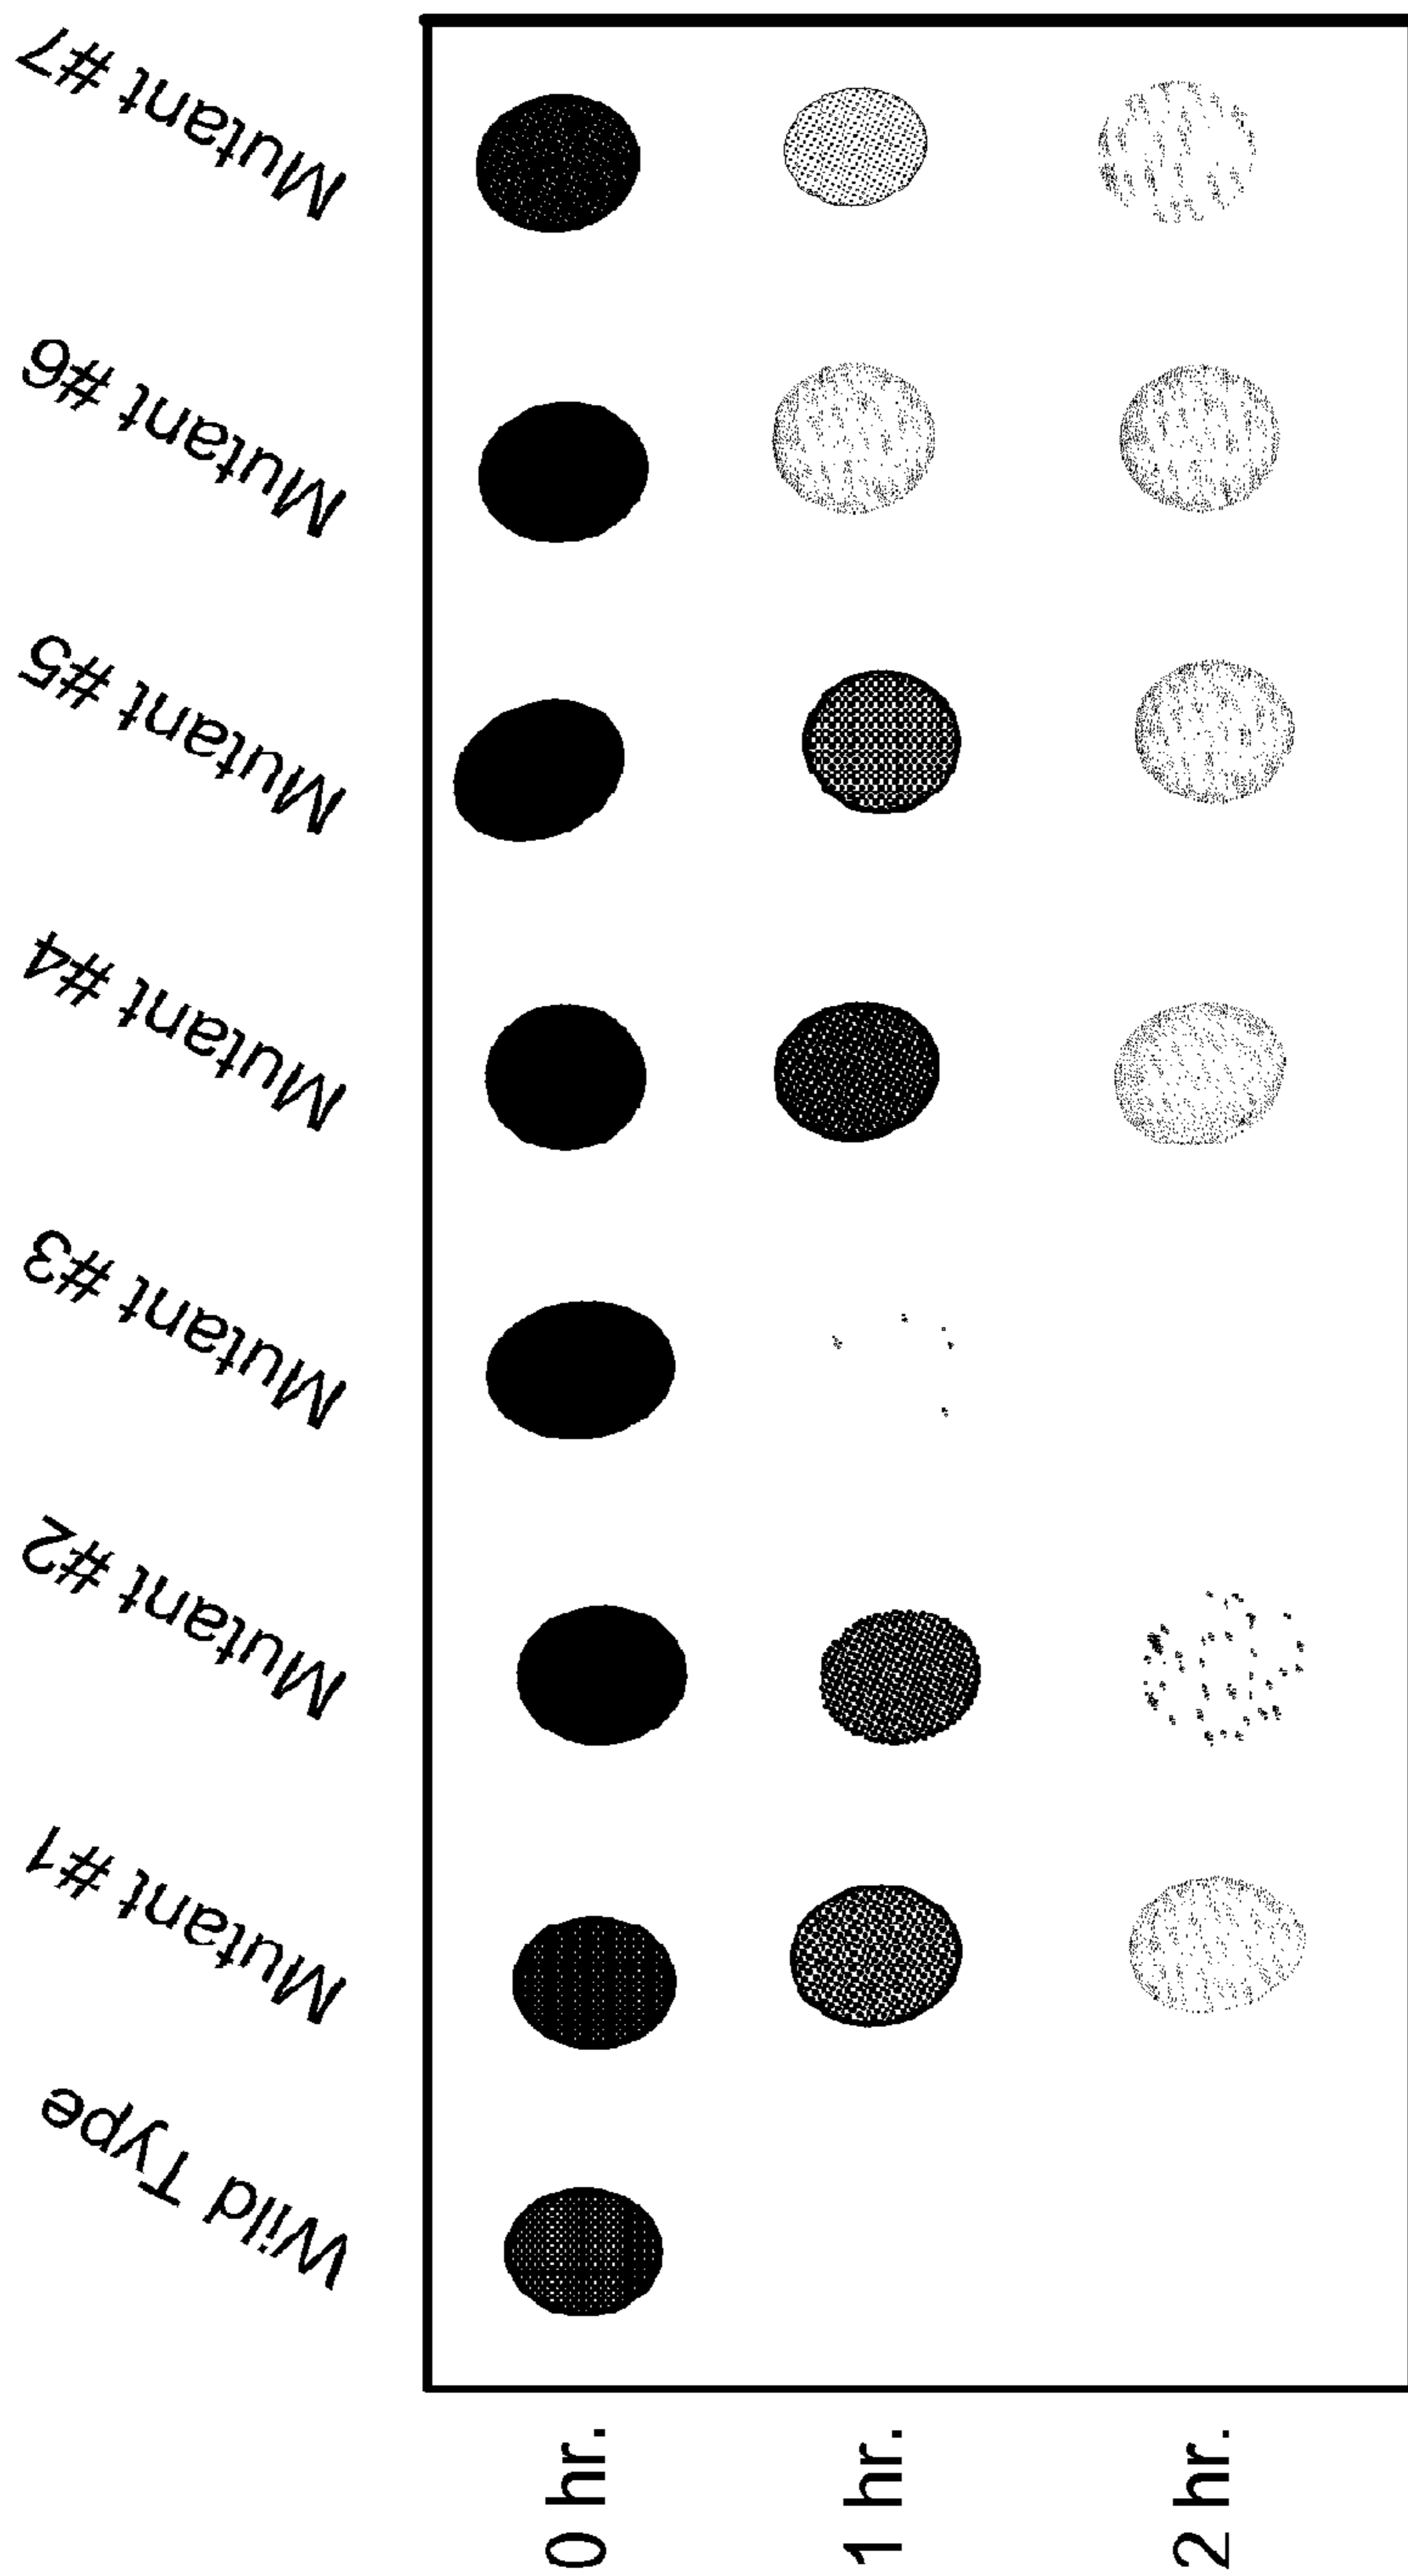 Wild Type
Mutant #1
Mutant #2
Mutant #3
Mutant #4
Mutant #5
Mutant #6
Mutant #7
0 hr.
1 hr.
2 hr.